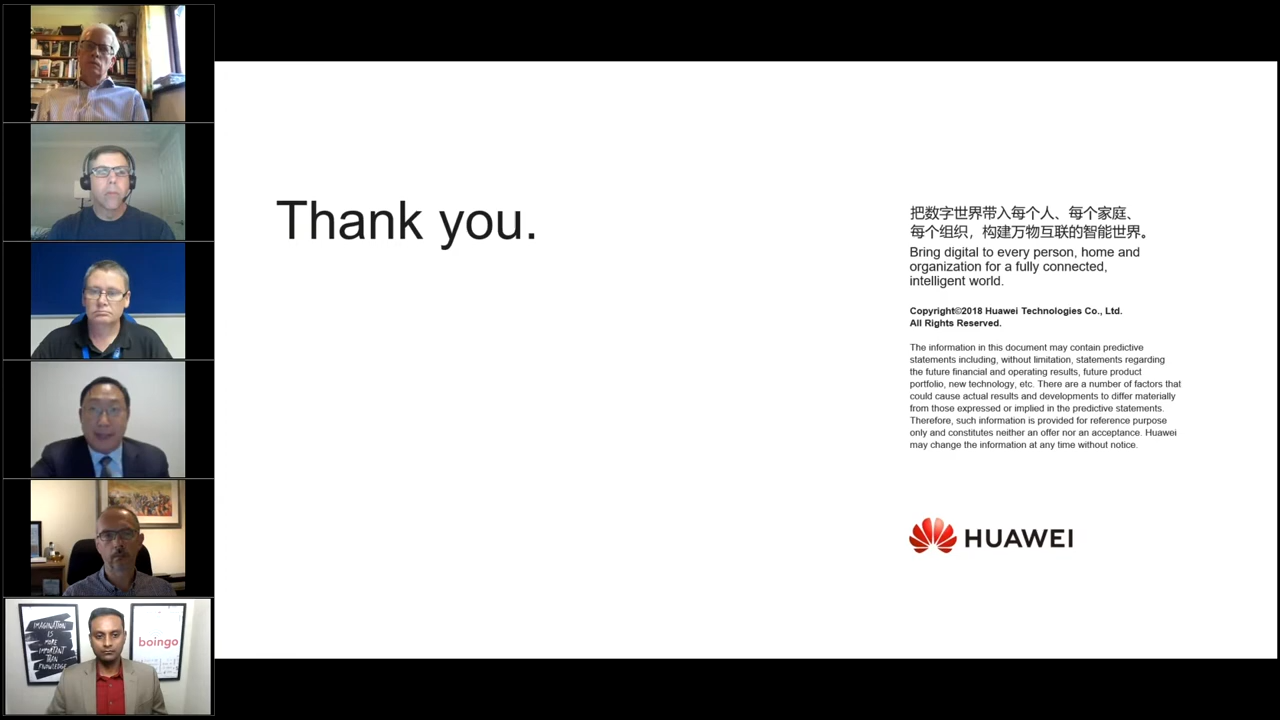 Thank you.
把数字世界带入每个人、每个家庭、
每个组织，构建万物互联的智能世界。
Bring digital to every person, home and
organization for a fully connected,
intelligent world.
Copyright©2018 Huawei Technologies Co., Ltd.
All Rights Reserved.
The information in this document may contain predictive
statements including, without limitation, statements regarding
the future financial and operating results, future product
portfolio, new technology, etc. There are a number of factors that
could cause actual results and developments to differ materially
from those expressed or implied in the predictive statements.
Therefore, such information is provided for reference purpose
only and constitutes neither an offer nor an acceptance. Huawei
may change the information at any time without notice.
HUAWEI
IMAGINATION
IS
MORE
IMPORTANT
THAN
KNOWLEDGE
boingo